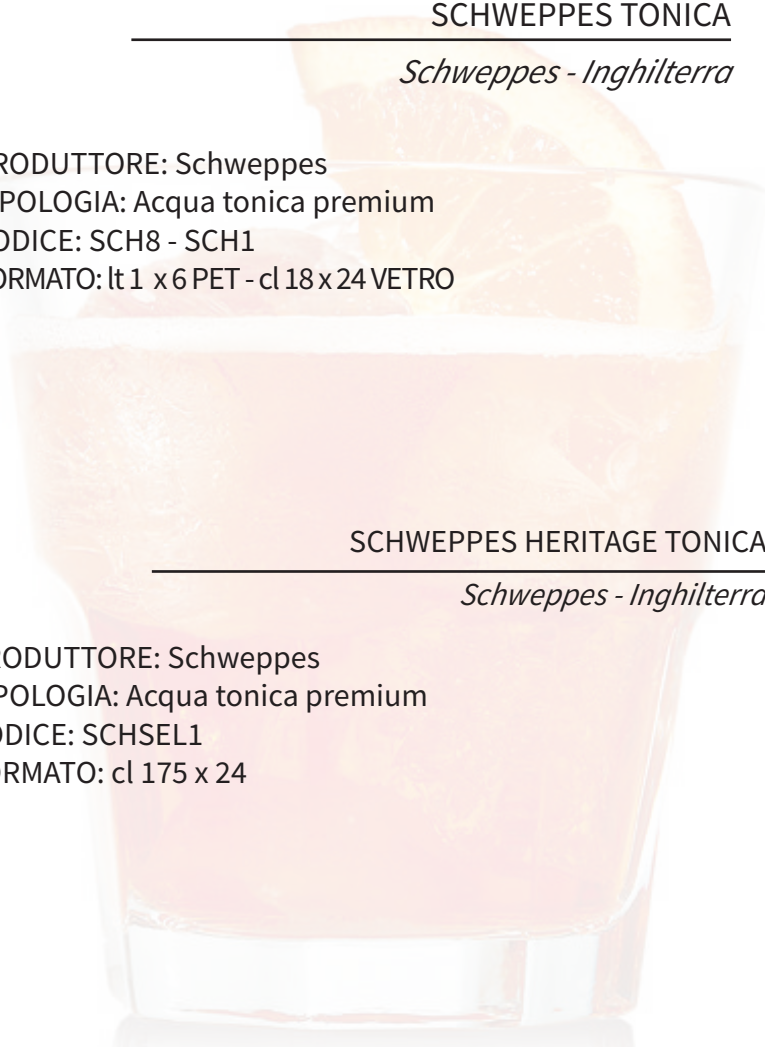 SCHWEPPES TONICA
Schweppes - Inghilterra
RODUTTORE: Schweppes
POLOGIA: Acqua tonica premium
ODICE: SCH8 - SCH1
ORMATO: lt 1 x 6 PET - cl 18 x 24 VETRO
SCHWEPPES HERITAGE TONICA
Schweppes - Inghilterra
RODUTTORE: Schweppes
POLOGIA: Acqua tonica premium
ODICE: SCHSEL1
ORMATO: cl 175 x 24